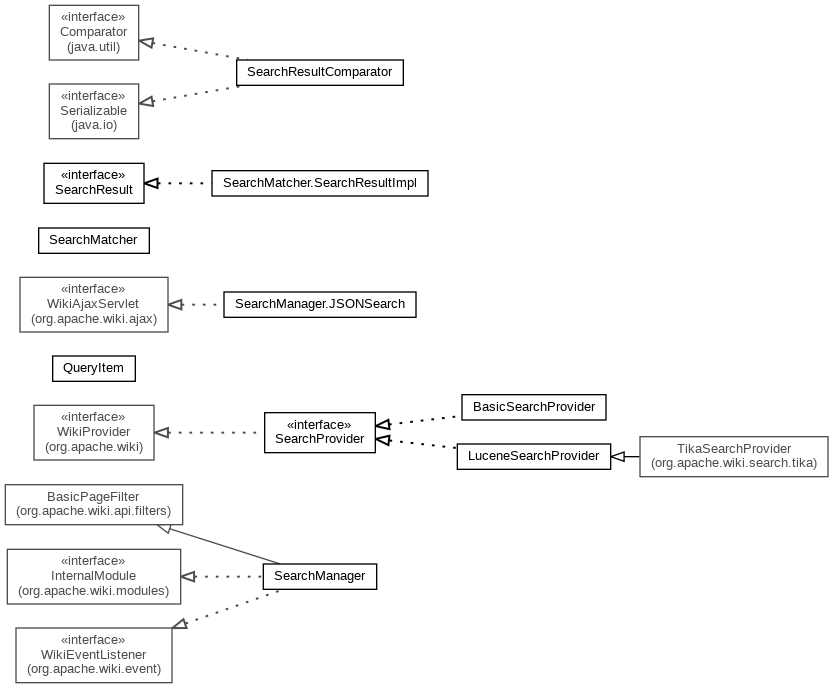 «interface»
Comparator
(java.util)
SearchResultComparator
«interface»
Serializable
(java.io)
«interface»
SearchResult
SearchMatcher.SearchResultImpl
SearchMatcher
«interface»
WikiAjaxServlet
(org.apache.wiki.ajax)
SearchManager.JSONSearch
QueryItem
«interface»
WikiProvider
(org.apache.wiki)
«interface»
SearchProvider
BasicSearchProvider
LuceneSearchProvider
TikaSearchProvider
(org.apache.wiki.search.tika)
BasicPageFilter
(org.apache.wiki.api.filters)
«interface»
InternalModule
(org.apache.wiki.modules)
SearchManager
«interface»
WikiEventListener
(org.apache.wiki.event)